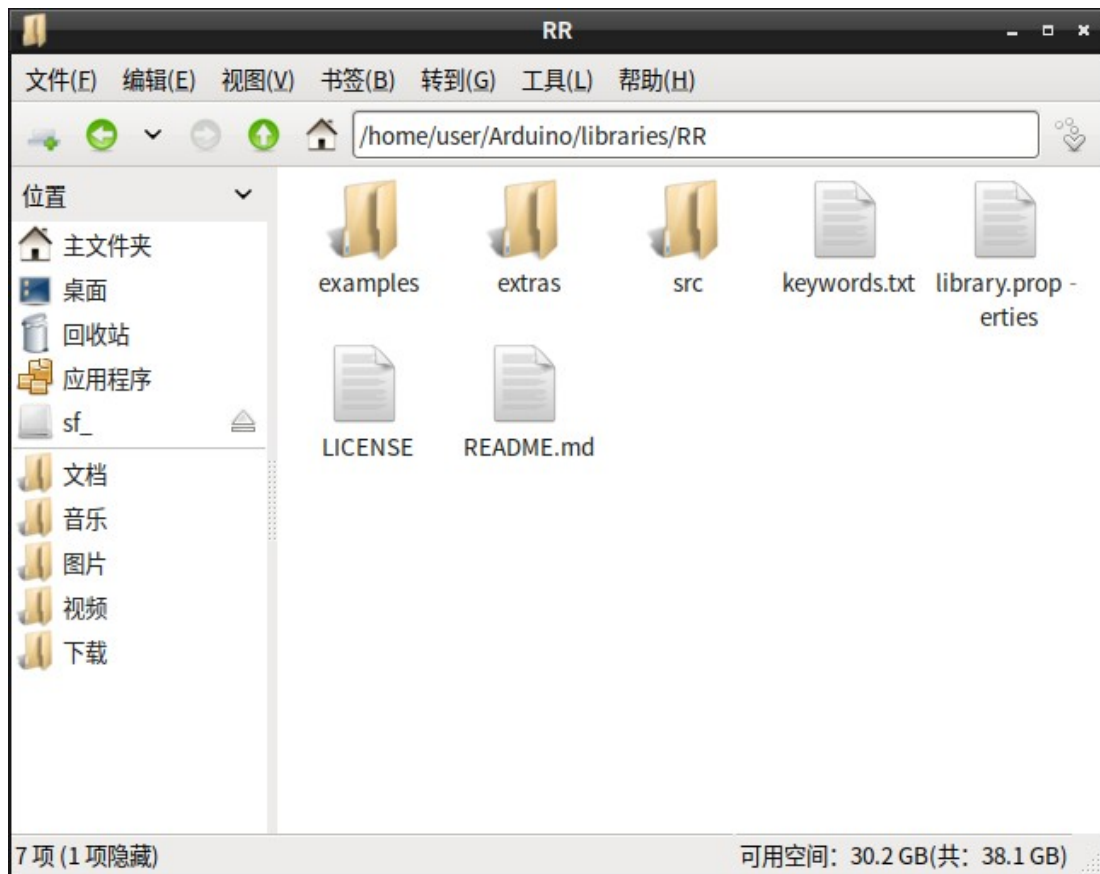 RR
文件(F) 编辑(E) 视图(V) 书签(B) 转到(G) 工具(L) 帮助(H)
/home/user/Arduino/libraries/RR
位置
主文件夹
桌面
回收站
应用程序
sf_
文档
音乐
图片
视频
下载
examples
extras
src
keywords.txt
library.prop -
erties
LICENSE
README.md
7 项 (1 项隐藏)
可用空间：30.2 GB(共：38.1 GB)